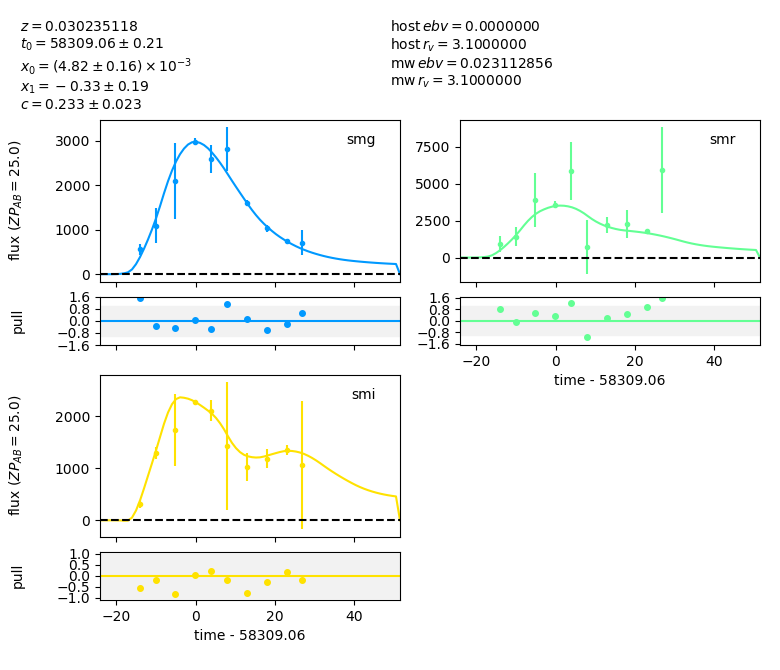 z = 0.030235118
t₀ = 58309.06 ± 0.21
x₀ = (4.82 ± 0.16) × 10⁻³
x₁ = −0.33 ± 0.19
c = 0.233 ± 0.023
host ebv = 0.0000000
host r_v = 3.1000000
mw ebv = 0.023112856
mw r_v = 3.1000000
flux (ZP_AB = 25.0)
3000
2000
1000
0
smg
pull
1.6
0.8
0.0
−0.8
−1.6
7500
5000
2500
0
smr
1.6
0.8
0.0
−0.8
−1.6
−20 0 20 40
time - 58309.06
flux (ZP_AB = 25.0)
2000
1000
0
smi
pull
1.0
0.5
0.0
−0.5
−1.0
−20 0 20 40
time - 58309.06